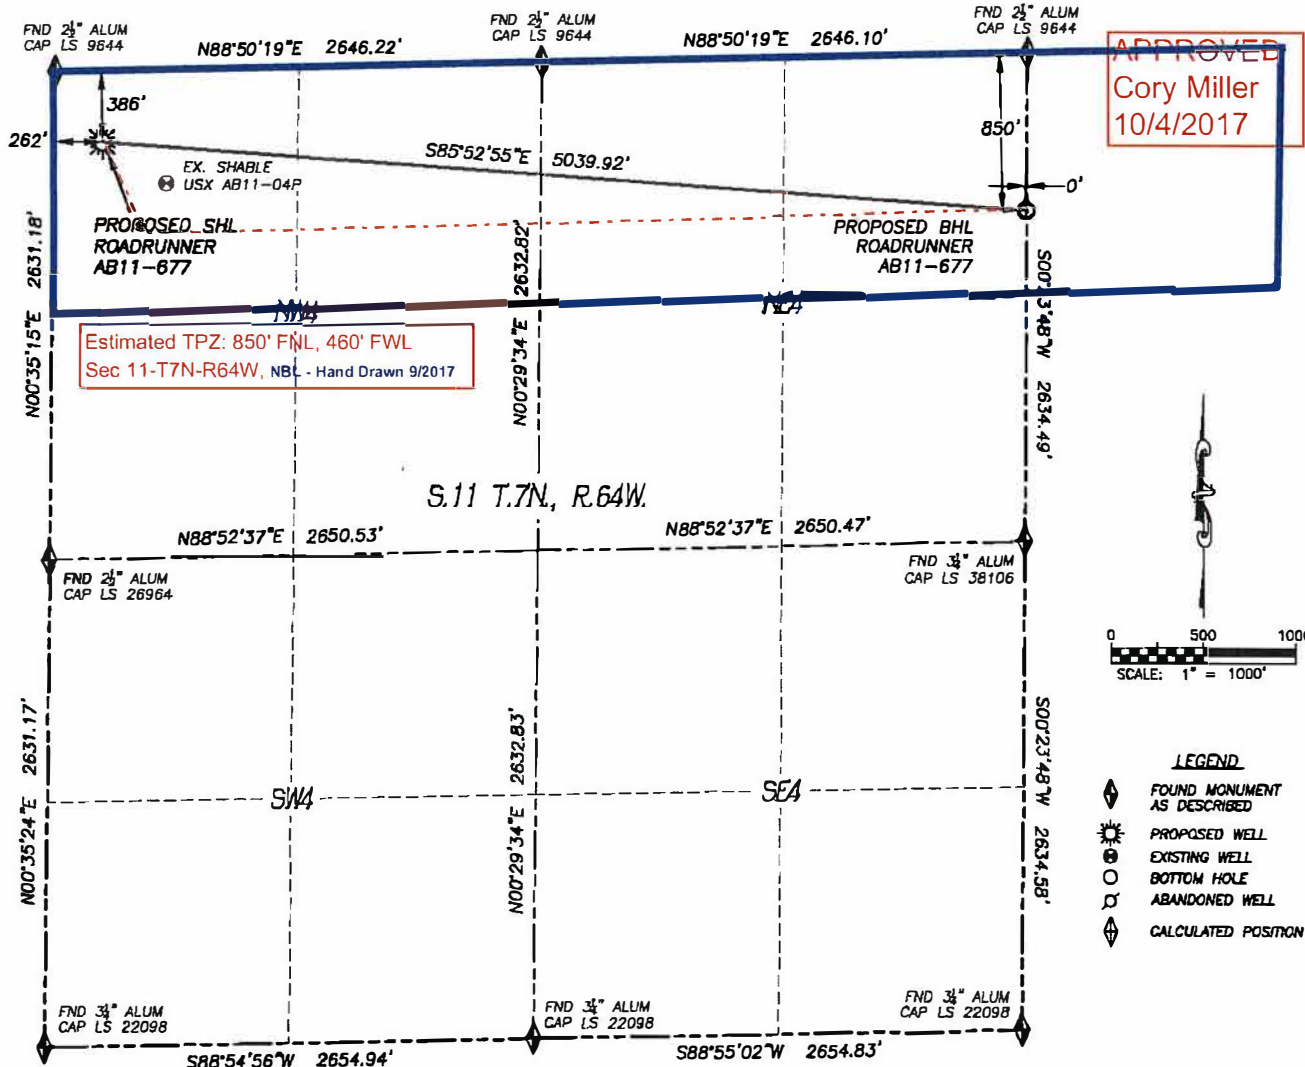 FND 2½" ALUM
CAP LS 9644
N88°50'19"E 2646.22'
FND 2½" ALUM
CAP LS 9644
N88°50'19"E 2646.10'
FND 2½" ALUM
CAP LS 9644
APPROVED
Cory Miller
10/4/2017
386'
262'
850'
0'
S85°52'55"E 5039.92'
EX. SHABLE
USX AB11-04P
PROPOSED SHL
ROADRUNNER
AB11-677
PROPOSED BHL
ROADRUNNER
AB11-677
N00°35'15"E 2631.18'
N00°29'34"E 2632.82'
S00°23'48"W 2634.49'
NW4
NE4
Estimated TPZ: 850' FNL, 460' FWL
Sec 11-T7N-R64W, NBL - Hand Drawn 9/2017
S.11 T.7N., R.64W.
N88°52'37"E 2650.53'
N88°52'37"E 2650.47'
FND 2½" ALUM
CAP LS 26964
FND 3¼" ALUM
CAP LS 38106
0 500 1000
SCALE: 1" = 1000'
N00°35'24"E 2631.17'
N00°29'34"E 2632.83'
S00°23'48"W 2634.58'
SW4
SE4
LEGEND
FOUND MONUMENT
AS DESCRIBED
PROPOSED WELL
EXISTING WELL
BOTTOM HOLE
ABANDONED WELL
CALCULATED POSITION
FND 3¼" ALUM
CAP LS 22098
FND 3¼" ALUM
CAP LS 22098
FND 3¼" ALUM
CAP LS 22098
S88°54'56"W 2654.94'
S88°55'02"W 2654.83'